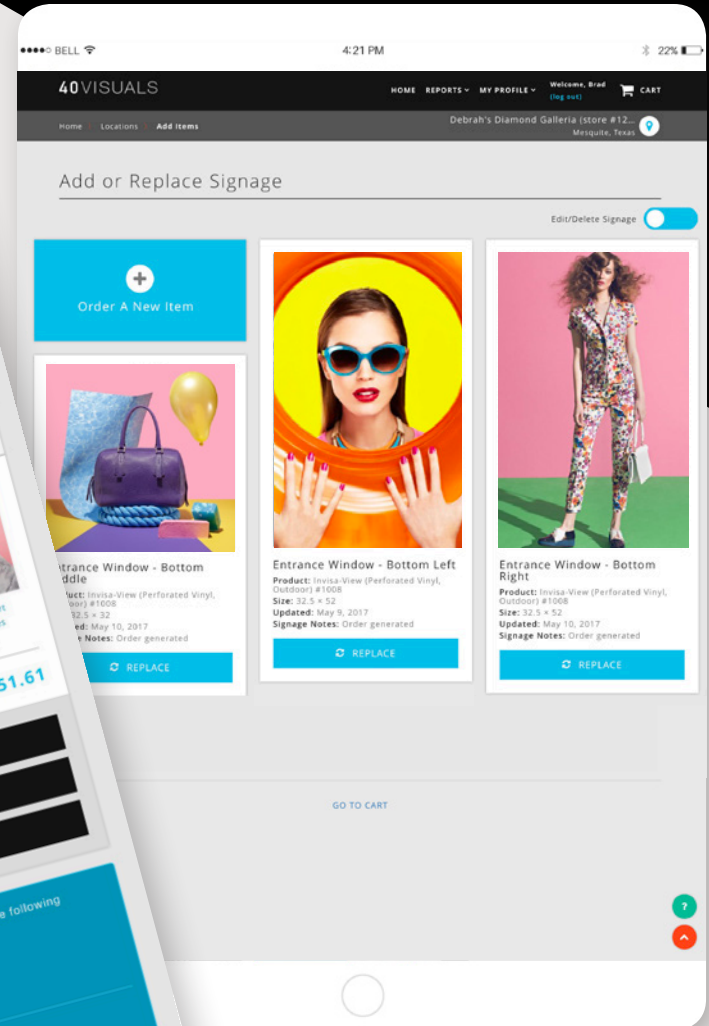 BELL
4:21 PM
22%
40VISUALS
HOME
REPORTS
MY PROFILE
Welcome, Brad
(log out)
CART
Home
Locations
Add Items
Debrah's Diamond Galleria (store #12...
Mesquite, Texas
Add or Replace Signage
Edit/Delete Signage
Order A New Item
trance Window - Bottom
ddle
uct: Invisa-View (Perforated Vinyl,
oor) #1008
32.5 × 32
ed: May 10, 2017
e Notes: Order generated
REPLACE
Entrance Window - Bottom Left
Product: Invisa-View (Perforated Vinyl,
Outdoor) #1008
Size: 32.5 × 52
Updated: May 9, 2017
Signage Notes: Order generated
REPLACE
Entrance Window - Bottom
Right
Product: Invisa-View (Perforated Vinyl,
Outdoor) #1008
Size: 32.5 × 52
Updated: May 10, 2017
Signage Notes: Order generated
REPLACE
51.61
e following
GO TO CART
?